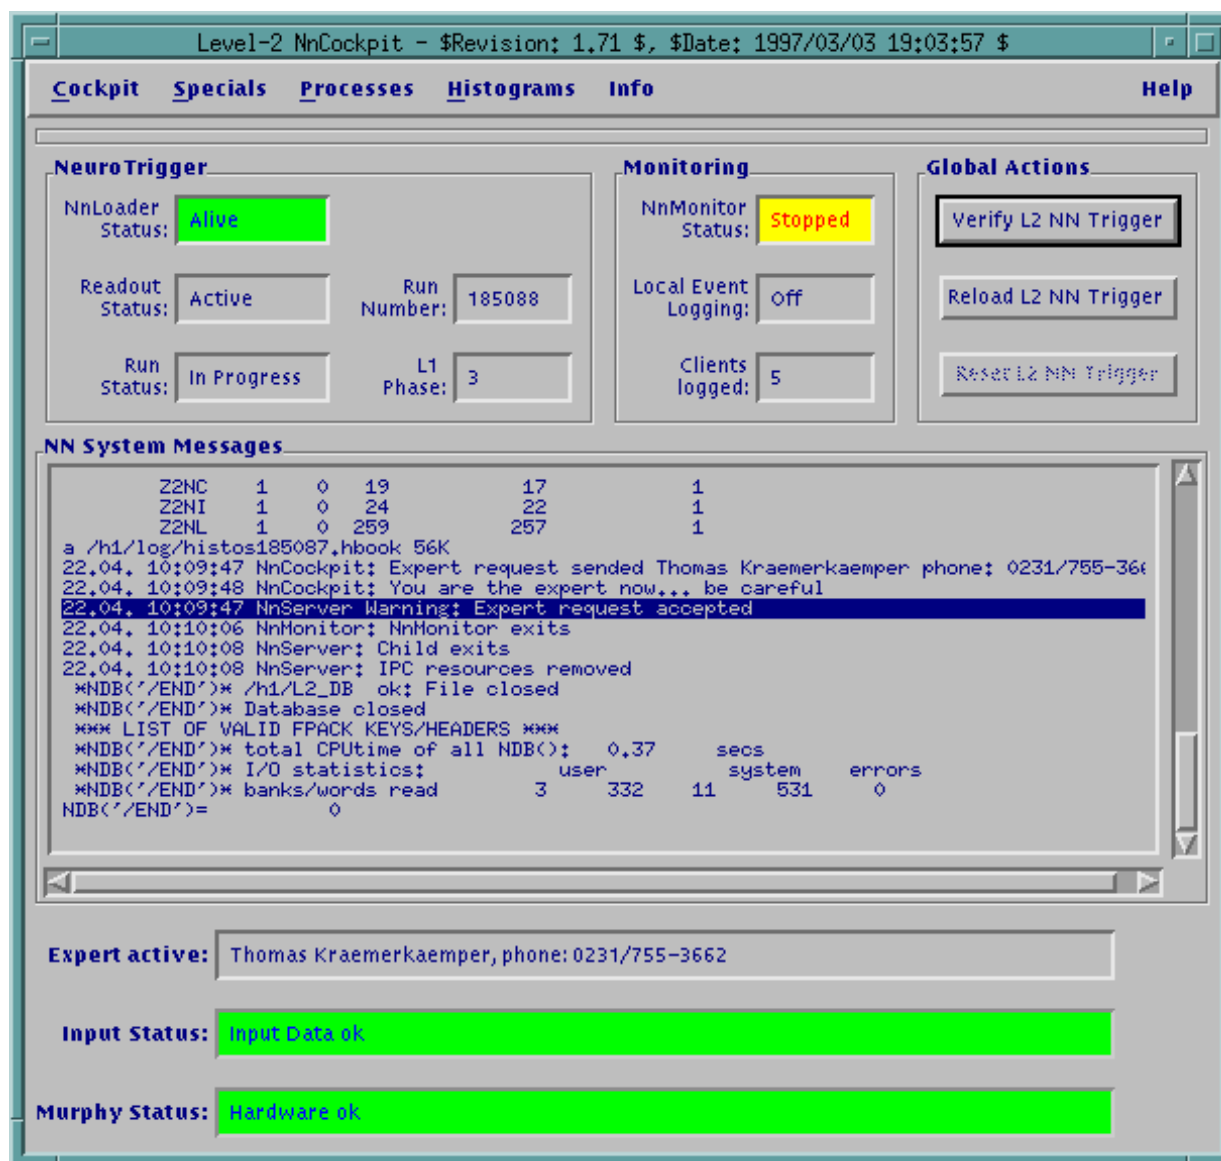 Level-2 NnCockpit - $Revision: 1.71 $, $Date: 1997/03/03 19:03:57 $
Cockpit Specials Processes Histograms Info Help
NeuroTrigger
NnLoader Status: Alive
Readout Status: Active
Run Number: 185088
Run Status: In Progress
L1 Phase: 3
Monitoring
NnMonitor Status: Stopped
Local Event Logging: Off
Clients logged: 5
Global Actions
Verify L2 NN Trigger
Reload L2 NN Trigger
Reset L2 NN Trigger
NN System Messages
Z2NC 1 0 19 17 1
Z2NI 1 0 24 22 1
Z2NL 1 0 259 257 1
a /h1/log/histos185087.hbook 56K
22.04. 10:09:47 NnCockpit: Expert request sended Thomas Kraemerkaemper phone: 0231/755-366
22.04. 10:09:48 NnCockpit: You are the expert now... be careful
22.04. 10:09:47 NnServer Warning: Expert request accepted
22.04. 10:10:06 NnMonitor: NnMonitor exits
22.04. 10:10:08 NnServer: Child exits
22.04. 10:10:08 NnServer: IPC resources removed
*NDB('/END')* /h1/L2_DB ok: File closed
*NDB('/END')* Database closed
*** LIST OF VALID FPACK KEYS/HEADERS ***
*NDB('/END')* total CPUtime of all NDB(): 0.37 secs
*NDB('/END')* I/O statistics: user system errors
*NDB('/END')* banks/words read 3 332 11 531 0
NDB('/END')= 0
Expert active: Thomas Kraemerkaemper, phone: 0231/755-3662
Input Status: Input Data ok
Murphy Status: Hardware ok